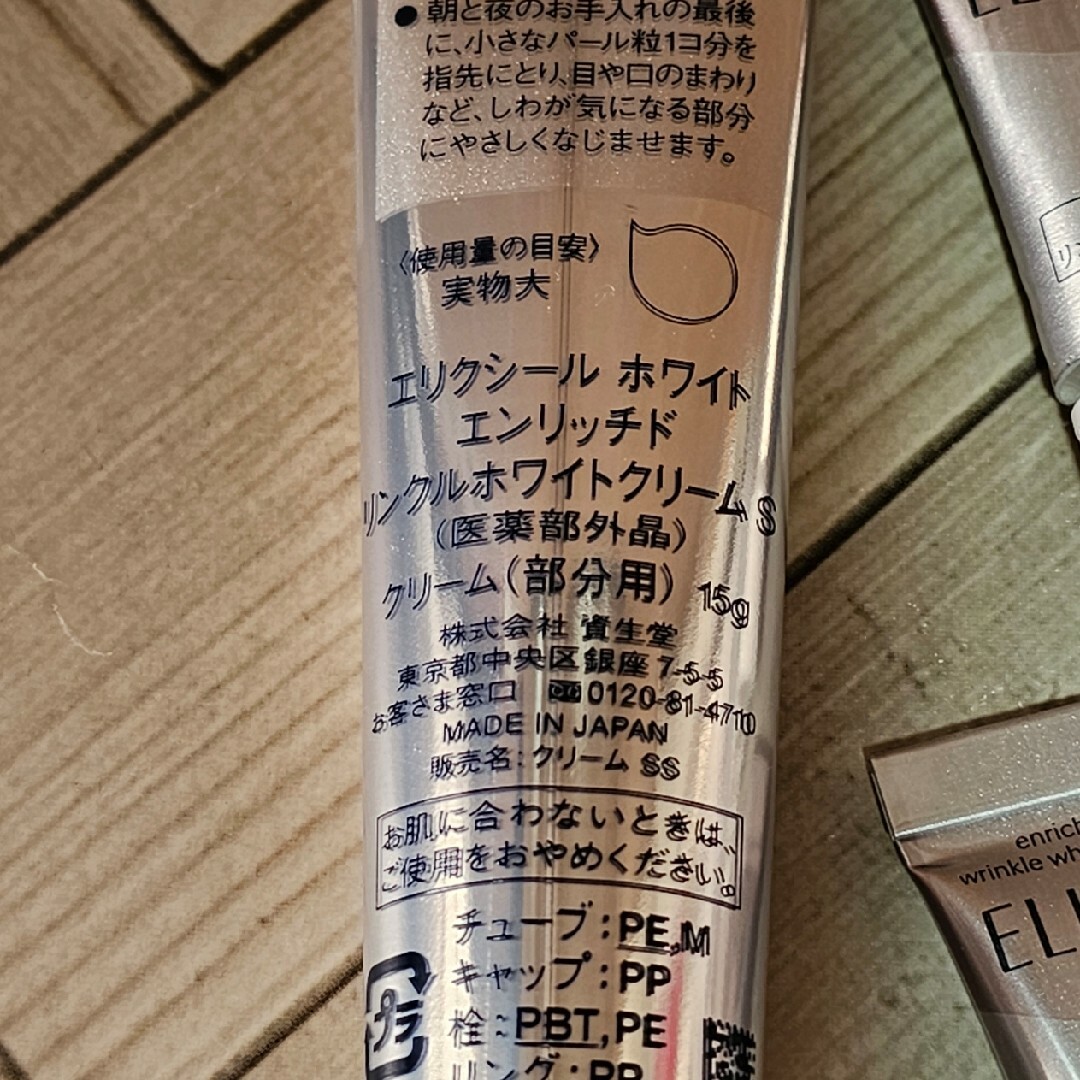 ●朝と夜のお手入れの最後
に、小さなパール粒1コ分を
指先にとり、目や口のまわり
など、しわが気になる部分
にやさしくなじませます。
〈使用量の目安〉
実物大
エリクシール ホワイト
エンリッチド
リンクルホワイトクリーム S
(医薬部外品)
クリーム(部分用) 15g
株式会社 資生堂
東京都中央区銀座 7-5-5
お客さま窓口 0120-81-4710
MADE IN JAPAN
販売名:クリーム SS
お肌に合わないときは、
ご使用をおやめください。
チューブ:PE,M
キャップ:PP
栓:PBT,PE
リング:PP
プラ
enrich
wrinkle wh
EL